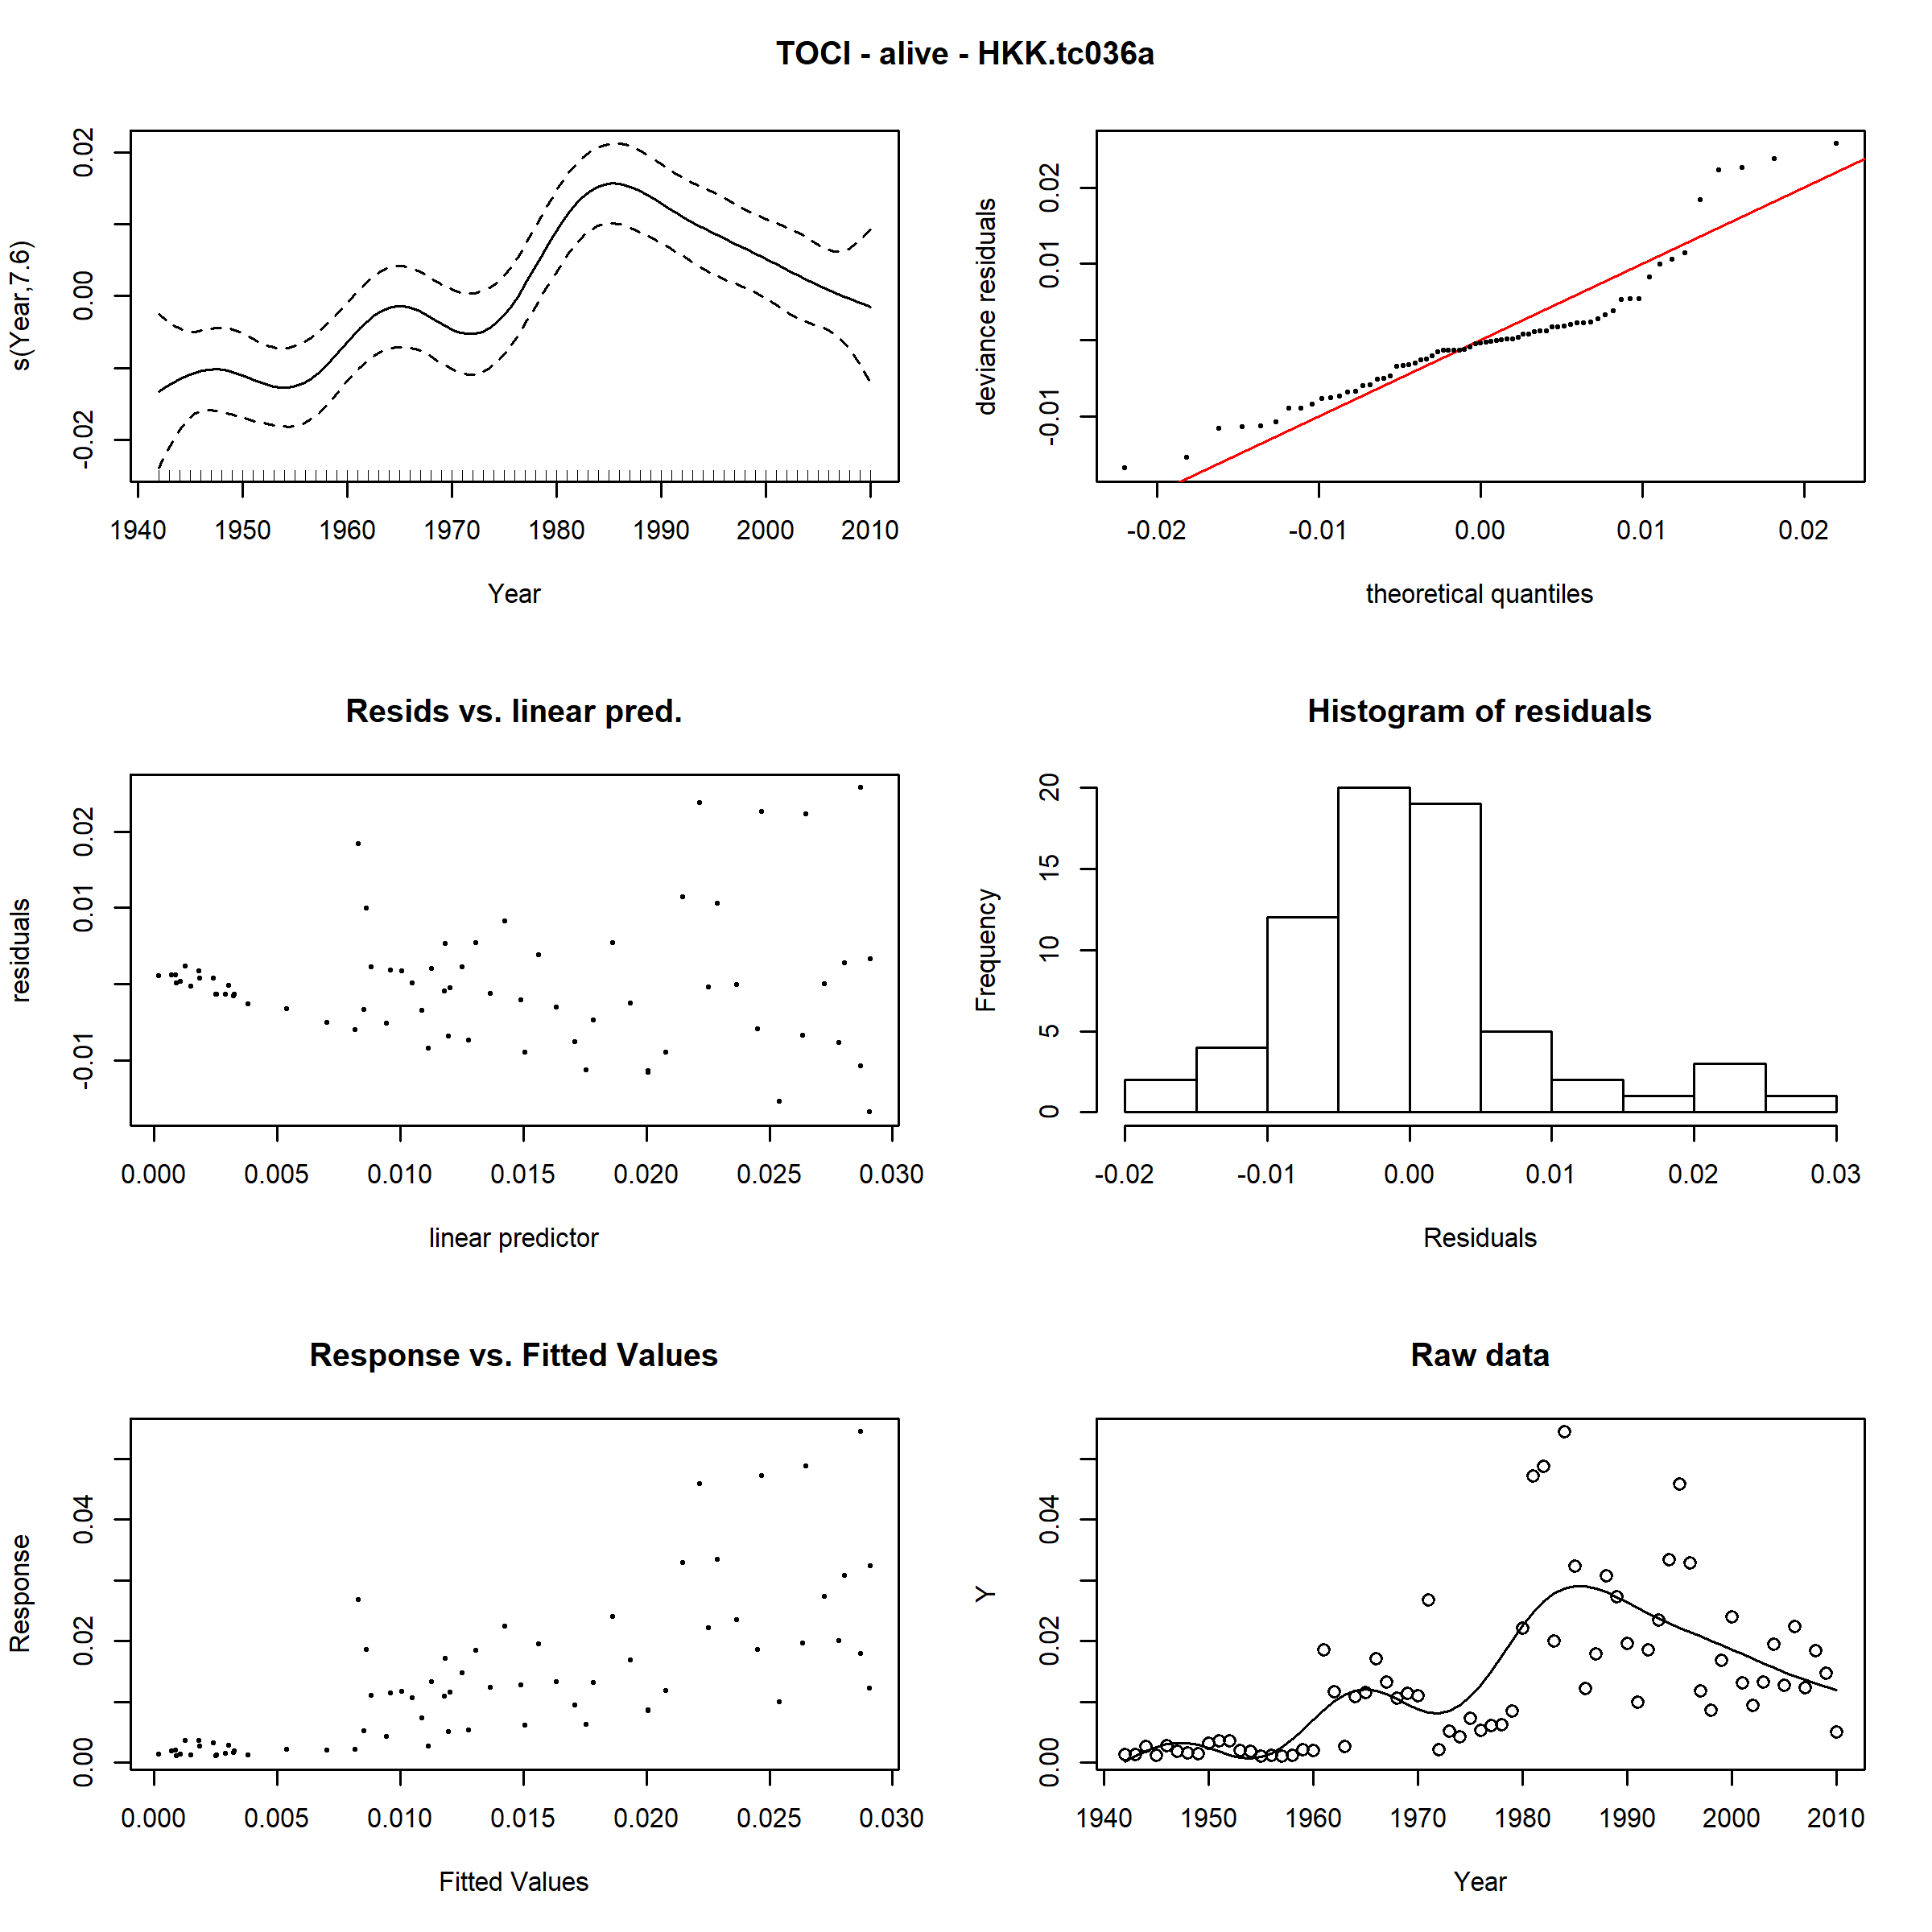 TOCI - alive - HKK.tc036a
s(Year,7.6)
-0.02 0.00 0.02
1940 1950 1960 1970 1980 1990 2000 2010
Year
deviance residuals
-0.01 0.01 0.02
-0.02 -0.01 0.00 0.01 0.02
theoretical quantiles
Resids vs. linear pred.
residuals
-0.01 0.01 0.02
0.000 0.005 0.010 0.015 0.020 0.025 0.030
linear predictor
Histogram of residuals
Frequency
0 5 10 15 20
-0.02 -0.01 0.00 0.01 0.02 0.03
Residuals
Response vs. Fitted Values
Response
0.00 0.02 0.04
0.000 0.005 0.010 0.015 0.020 0.025 0.030
Fitted Values
Raw data
Y
0.00 0.02 0.04
1940 1950 1960 1970 1980 1990 2000 2010
Year